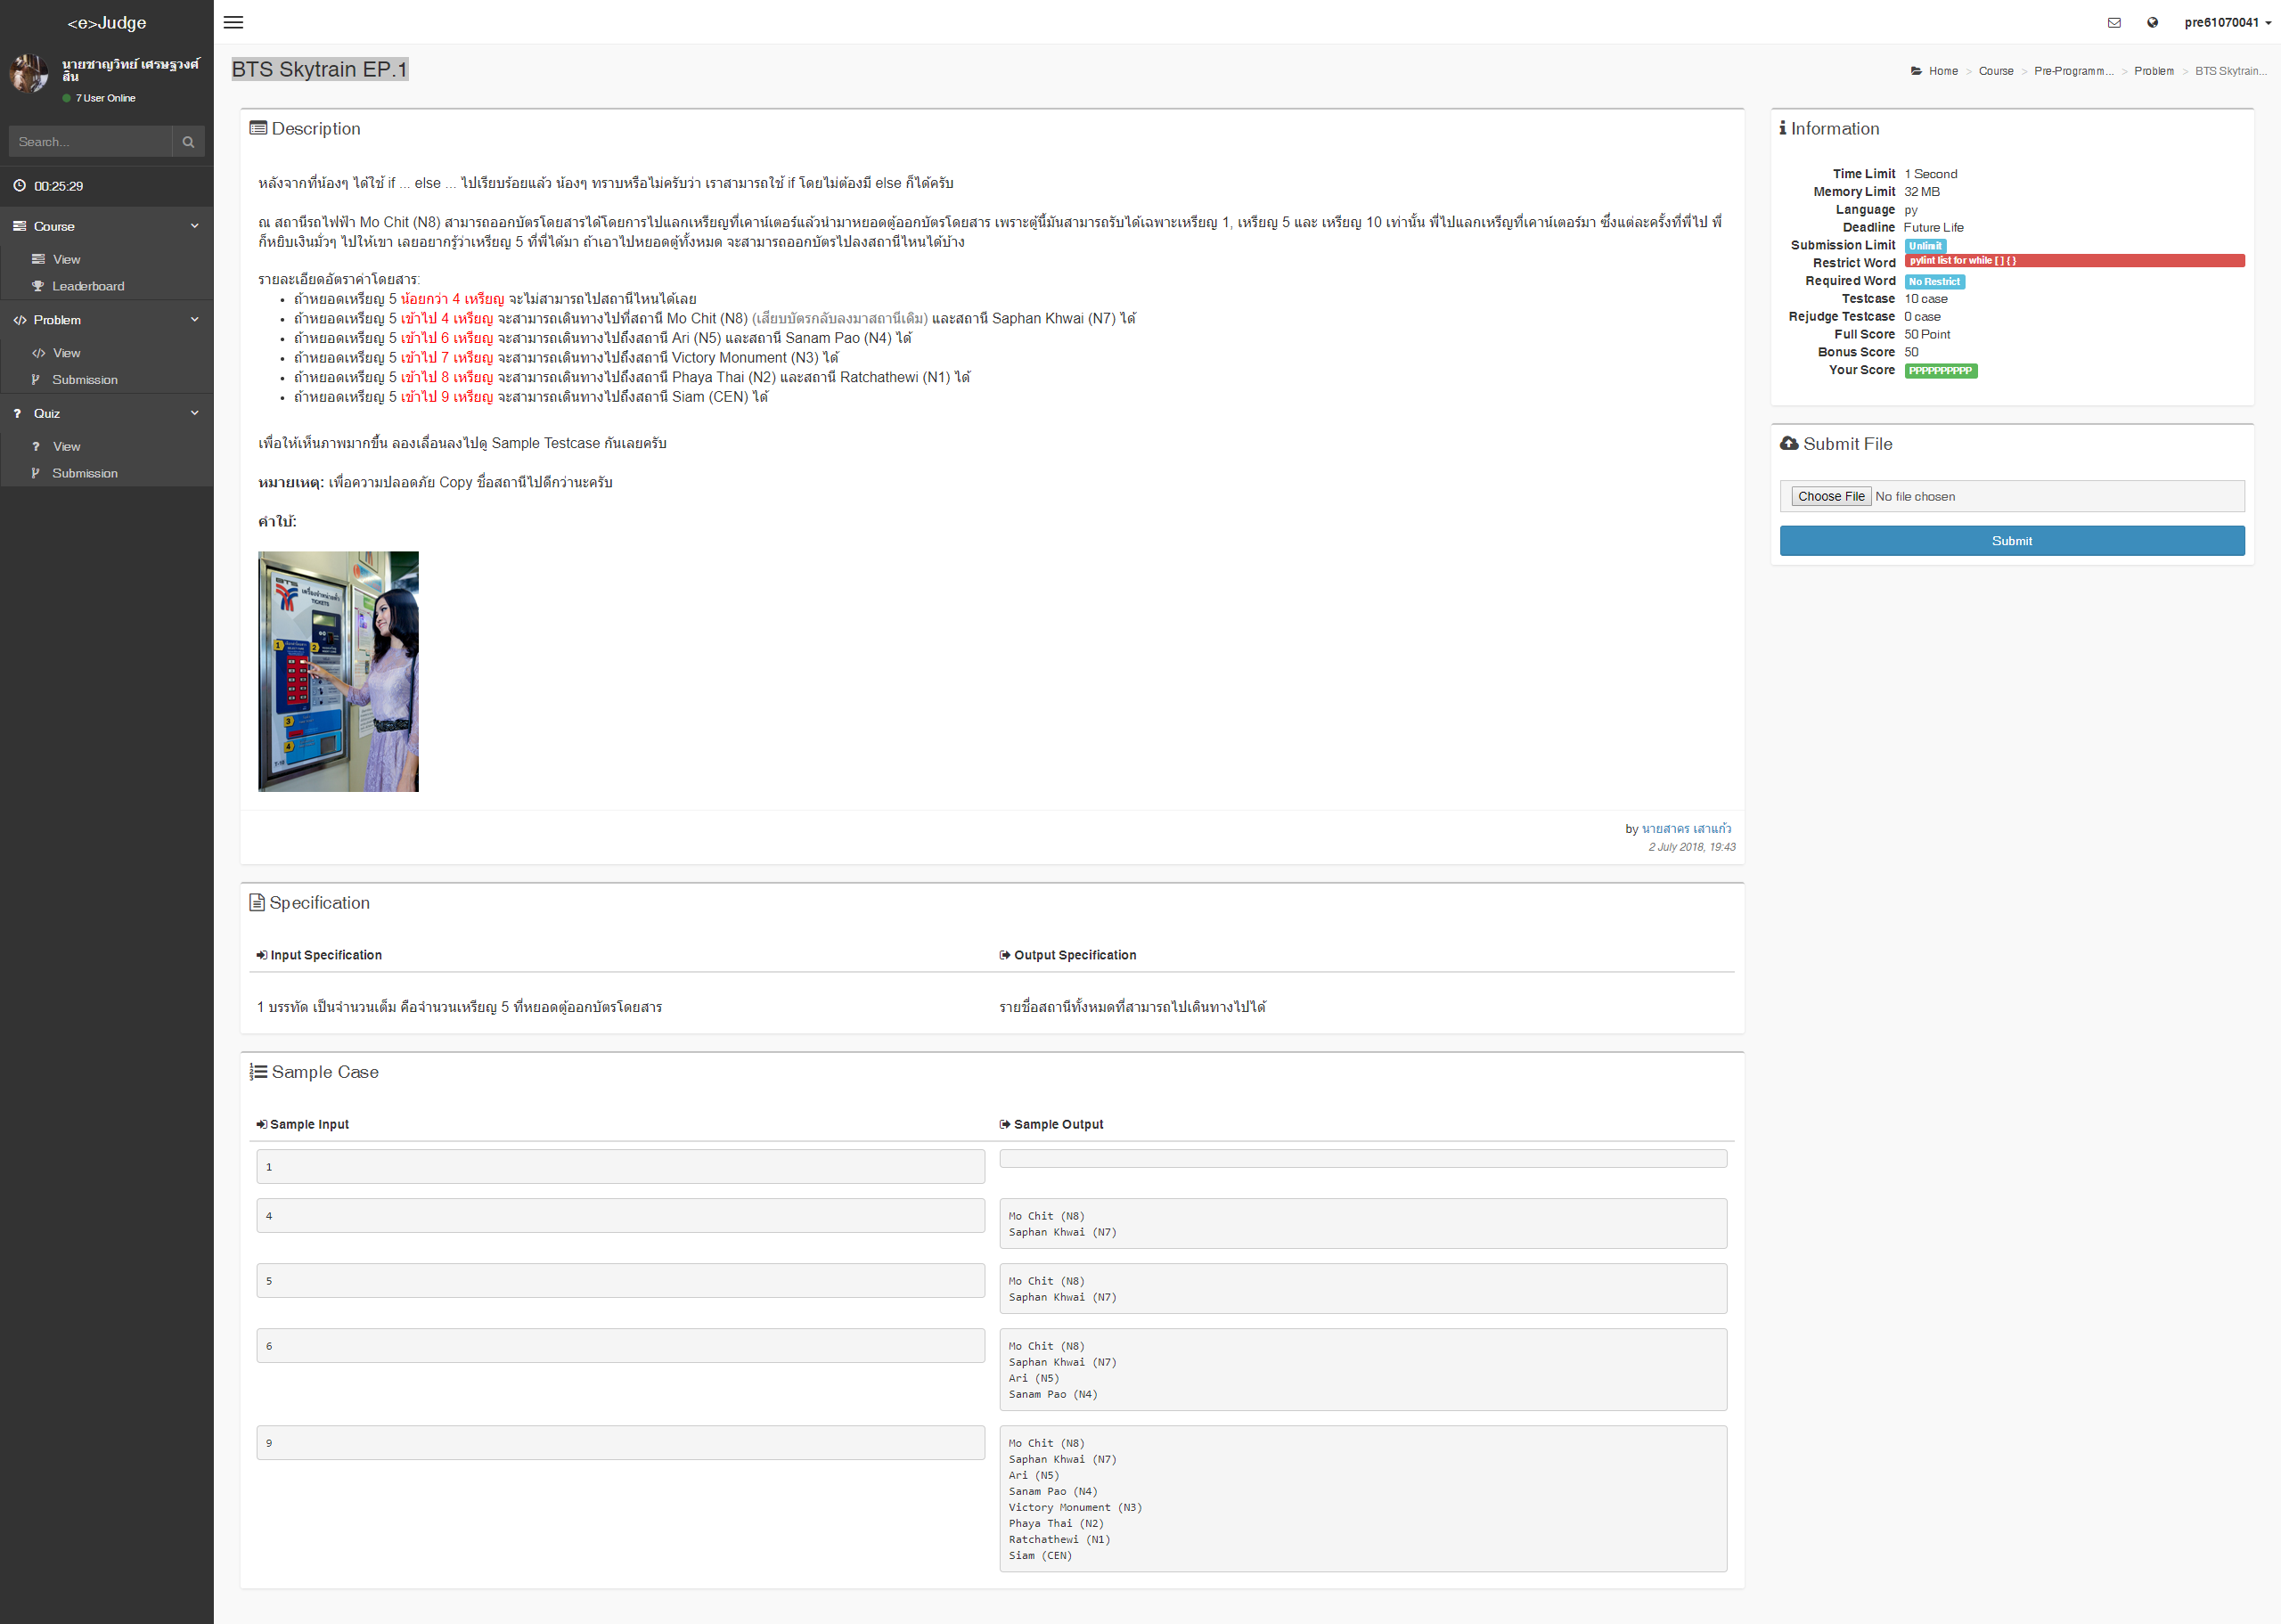 <e>Judge
pre61070041
นายชาญวิทย์ เศรษฐวงศ์
สิน
7 User Online
Search...
00:25:29
Course
View
Leaderboard
Problem
View
Submission
Quiz
View
Submission
BTS Skytrain EP.1
Home > Course > Pre-Programm... > Problem > BTS Skytrain...
Description
หลังจากที่น้องๆ ได้ใช้ if ... else ... ไปเรียบร้อยแล้ว น้องๆ ทราบหรือไม่ครับว่า เราสามารถใช้ if โดยไม่ต้องมี else ก็ได้ครับ
ณ สถานีรถไฟฟ้า Mo Chit (N8) สามารถออกบัตรโดยสารได้โดยการไปแลกเหรียญที่เคาน์เตอร์แล้วนำมาหยอดตู้ออกบัตรโดยสาร เพราะตู้นี้มันสามารถรับได้เฉพาะเหรียญ 1, เหรียญ 5 และ เหรียญ 10 เท่านั้น พี่ไปแลกเหรีญที่เคาน์เตอร์มา ซึ่งแต่ละครั้งที่พี่ไป พี่
ก็หยิบเงินมั่วๆ ไปให้เขา เลยอยากรู้ว่าเหรียญ 5 ที่พี่ได้มา ถ้าเอาไปหยอดตู้ทั้งหมด จะสามารถออกบัตรไปลงสถานีไหนได้บ้าง
รายละเอียดอัตราค่าโดยสาร:
• ถ้าหยอดเหรียญ 5 น้อยกว่า 4 เหรียญ จะไม่สามารถไปสถานีไหนได้เลย
• ถ้าหยอดเหรียญ 5 เข้าไป 4 เหรียญ จะสามารถเดินทางไปที่สถานี Mo Chit (N8) (เสียบบัตรกลับลงมาสถานีเดิม) และสถานี Saphan Khwai (N7) ได้
• ถ้าหยอดเหรียญ 5 เข้าไป 6 เหรียญ จะสามารถเดินทางไปถึงสถานี Ari (N5) และสถานี Sanam Pao (N4) ได้
• ถ้าหยอดเหรียญ 5 เข้าไป 7 เหรียญ จะสามารถเดินทางไปถึงสถานี Victory Monument (N3) ได้
• ถ้าหยอดเหรียญ 5 เข้าไป 8 เหรียญ จะสามารถเดินทางไปถึงสถานี Phaya Thai (N2) และสถานี Ratchathewi (N1) ได้
• ถ้าหยอดเหรียญ 5 เข้าไป 9 เหรียญ จะสามารถเดินทางไปถึงสถานี Siam (CEN) ได้
เพื่อให้เห็นภาพมากขึ้น ลองเลื่อนลงไปดู Sample Testcase กันเลยครับ
หมายเหตุ: เพื่อความปลอดภัย Copy ชื่อสถานีไปดีกว่านะครับ
คำใบ้:
BTS
เครื่องจำหน่ายตั๋ว
TICKETS
1
2
3
4
by นายสาคร เสาแก้ว
2 July 2018, 19:43
Information
Time Limit 1 Second
Memory Limit 32 MB
Language py
Deadline Future Life
Submission Limit Unlimit
Restrict Word pylint list for while [ ] { }
Required Word No Restrict
Testcase 10 case
Rejudge Testcase 0 case
Full Score 50 Point
Bonus Score 50
Your Score PPPPPPPPPP
Submit File
Choose File No file chosen
Submit
Specification
Input Specification
Output Specification
1 บรรทัด เป็นจำนวนเต็ม คือจำนวนเหรียญ 5 ที่หยอดตู้ออกบัตรโดยสาร
รายชื่อสถานีทั้งหมดที่สามารถไปเดินทางไปได้
Sample Case
Sample Input
Sample Output
1
4
Mo Chit (N8)
Saphan Khwai (N7)
5
Mo Chit (N8)
Saphan Khwai (N7)
6
Mo Chit (N8)
Saphan Khwai (N7)
Ari (N5)
Sanam Pao (N4)
9
Mo Chit (N8)
Saphan Khwai (N7)
Ari (N5)
Sanam Pao (N4)
Victory Monument (N3)
Phaya Thai (N2)
Ratchathewi (N1)
Siam (CEN)